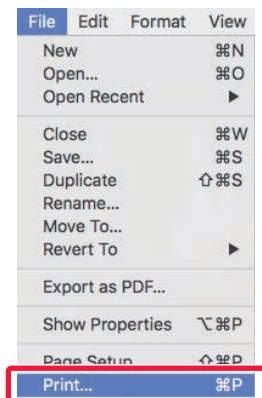 File Edit Format View
New ⌘N
Open... ⌘O
Open Recent ▶
Close ⌘W
Save... ⌘S
Duplicate ⇧⌘S
Rename...
Move To...
Revert To ▶
Export as PDF...
Show Properties ⌥⌘P
Page Setup ⇧⌘P
Print... ⌘P